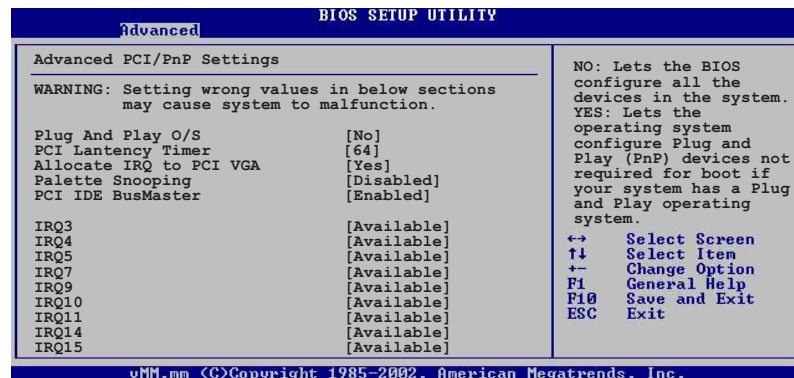 BIOS SETUP UTILITY
Advanced
Advanced PCI/PnP Settings
WARNING: Setting wrong values in below sections
may cause system to malfunction.
Plug And Play O/S [No]
PCI Lantency Timer [64]
Allocate IRQ to PCI VGA [Yes]
Palette Snooping [Disabled]
PCI IDE BusMaster [Enabled]
IRQ3 [Available]
IRQ4 [Available]
IRQ5 [Available]
IRQ7 [Available]
IRQ9 [Available]
IRQ10 [Available]
IRQ11 [Available]
IRQ14 [Available]
IRQ15 [Available]
NO: Lets the BIOS
configure all the
devices in the system.
YES: Lets the
operating system
configure Plug and
Play (PnP) devices not
required for boot if
your system has a Plug
and Play operating
system.
↔ Select Screen
↑↓ Select Item
+- Change Option
F1 General Help
F10 Save and Exit
ESC Exit
vMM.mm (C)Copyright 1985-2002, American Megatrends, Inc.